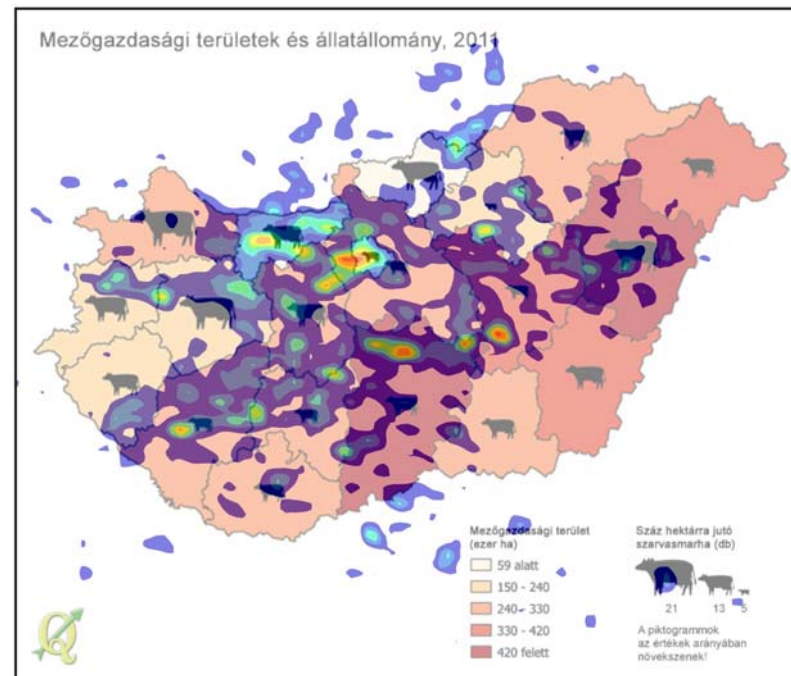 Mezőgazdasági területek és állatállomány, 2011
Mezőgazdasági terület
(ezer ha)
59 alatt
150 - 240
240 - 330
330 - 420
420 felett
Száz hektárra jutó
szarvasmarha (db)
21 13 5
A piktogrammok
az értékek arányában
növekszenek!